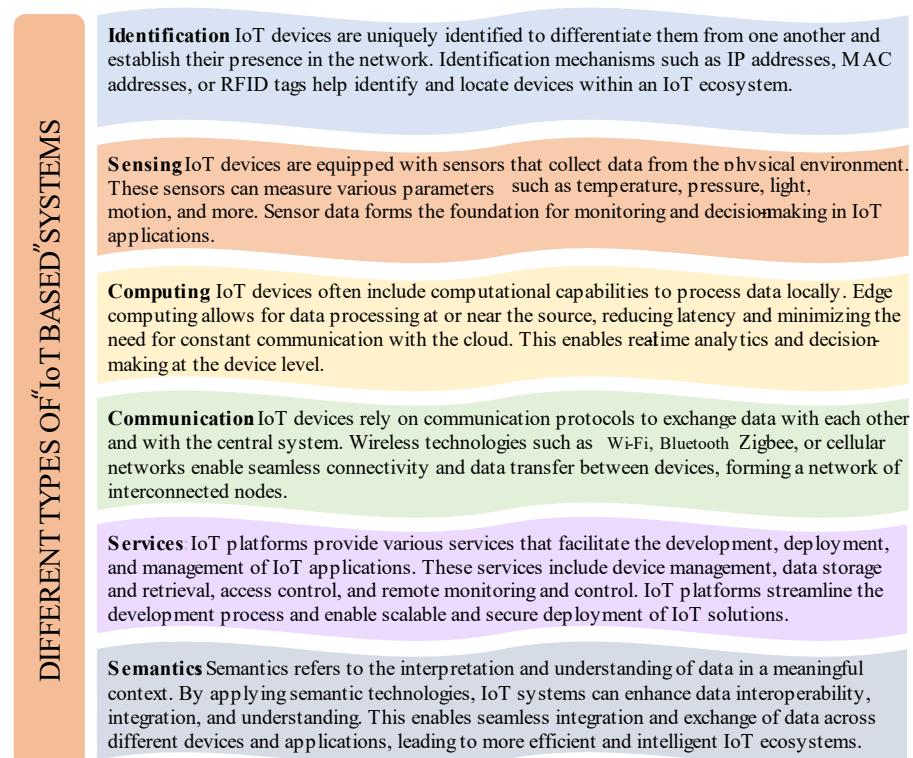 DIFFERENT TYPES OF “IoT BASED” SYSTEMS
Identification IoT devices are uniquely identified to differentiate them from one another and
establish their presence in the network. Identification mechanisms such as IP addresses, MAC
addresses, or RFID tags help identify and locate devices within an IoT ecosystem.
Sensing IoT devices are equipped with sensors that collect data from the physical environment.
These sensors can measure various parameters such as temperature, pressure, light,
motion, and more. Sensor data forms the foundation for monitoring and decision-making in IoT
applications.
Computing IoT devices often include computational capabilities to process data locally. Edge
computing allows for data processing at or near the source, reducing latency and minimizing the
need for constant communication with the cloud. This enables real-time analytics and decision-
making at the device level.
Communication: IoT devices rely on communication protocols to exchange data with each other
and with the central system. Wireless technologies such as Wi-Fi, Bluetooth Zigbee, or cellular
networks enable seamless connectivity and data transfer between devices, forming a network of
interconnected nodes.
Services: IoT platforms provide various services that facilitate the development, deployment,
and management of IoT applications. These services include device management, data storage
and retrieval, access control, and remote monitoring and control. IoT platforms streamline the
development process and enable scalable and secure deployment of IoT solutions.
Semantics Semantics refers to the interpretation and understanding of data in a meaningful
context. By applying semantic technologies, IoT systems can enhance data interoperability,
integration, and understanding. This enables seamless integration and exchange of data across
different devices and applications, leading to more efficient and intelligent IoT ecosystems.